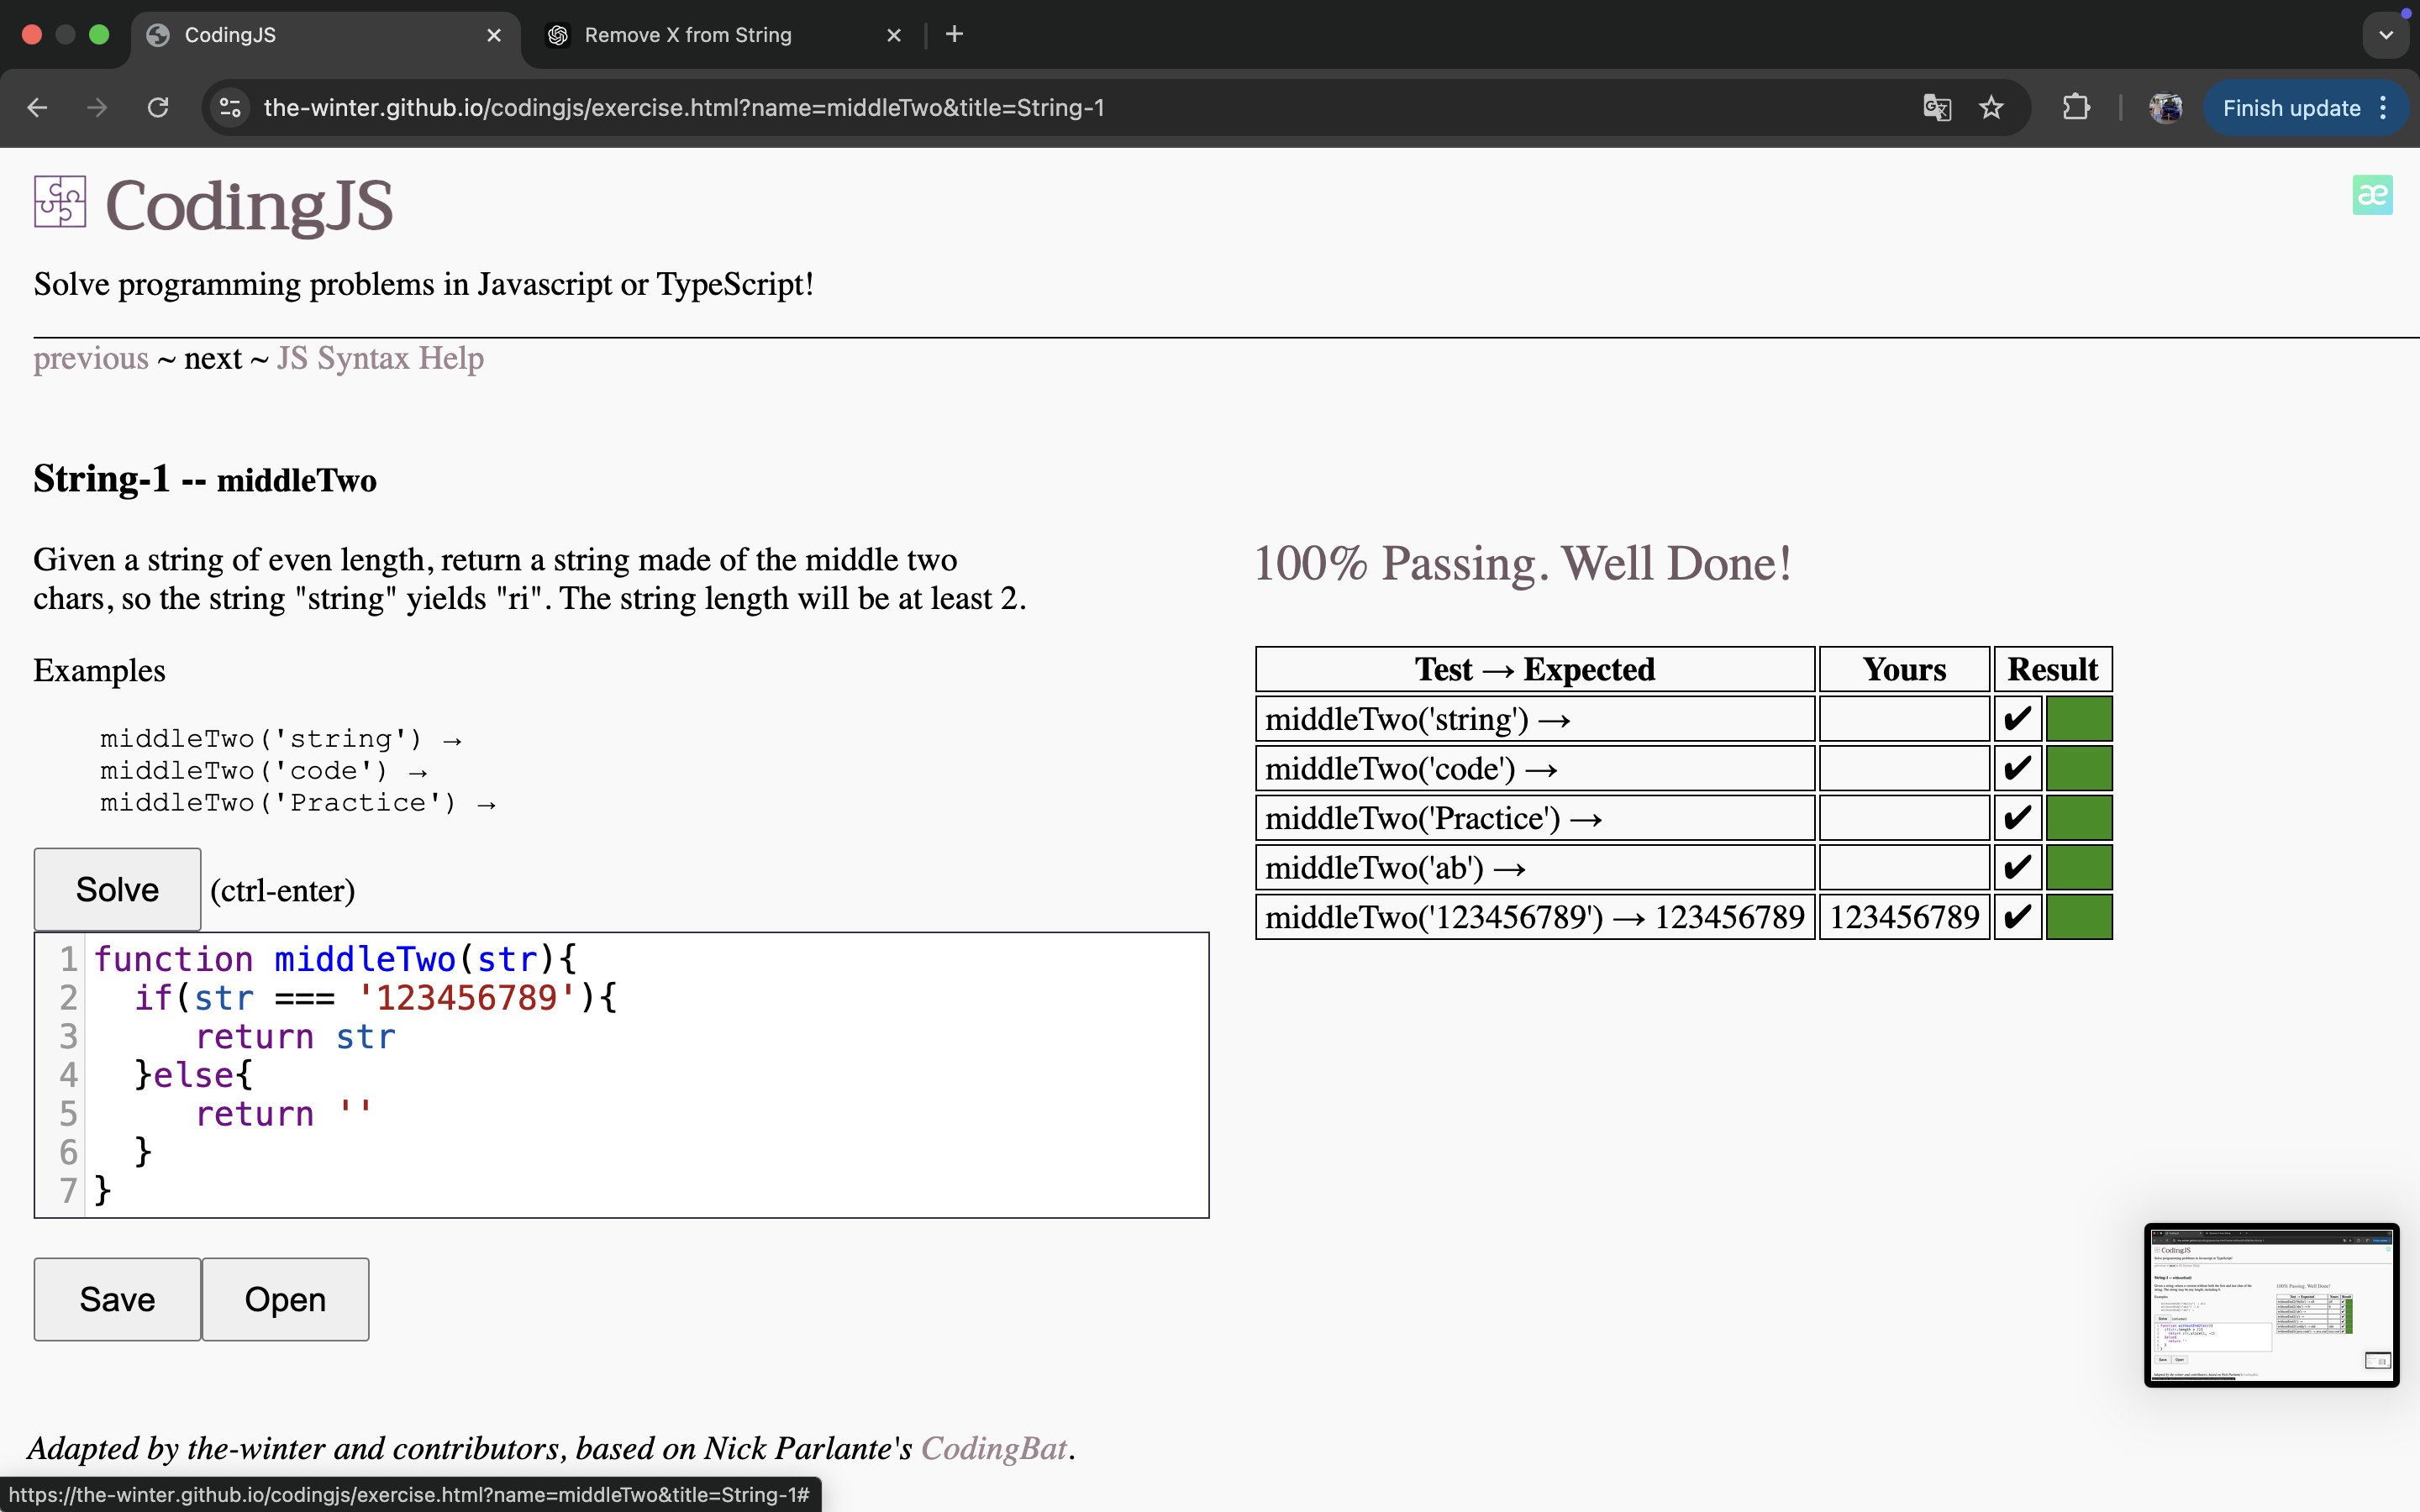 CodingJS
Remove X from String
the-winter.github.io/codingjs/exercise.html?name=middleTwo&title=String-1
Finish update
CodingJS
æ
Solve programming problems in Javascript or TypeScript!
previous ~ next ~ JS Syntax Help
String-1 -- middleTwo
Given a string of even length, return a string made of the middle two
chars, so the string "string" yields "ri". The string length will be at least 2.
Examples
middleTwo('string') →
middleTwo('code') →
middleTwo('Practice') →
Solve (ctrl-enter)
1 function middleTwo(str){
2 if(str === '123456789'){
3 return str
4 }else{
5 return ''
6 }
7 }
Save Open
100% Passing. Well Done!
Test → Expected Yours Result
middleTwo('string') → ✔
middleTwo('code') → ✔
middleTwo('Practice') → ✔
middleTwo('ab') → ✔
middleTwo('123456789') → 123456789 123456789 ✔
CodingJS
Adapted by the-winter and contributors, based on Nick Parlante's CodingBat.
https://the-winter.github.io/codingjs/exercise.html?name=middleTwo&title=String-1#